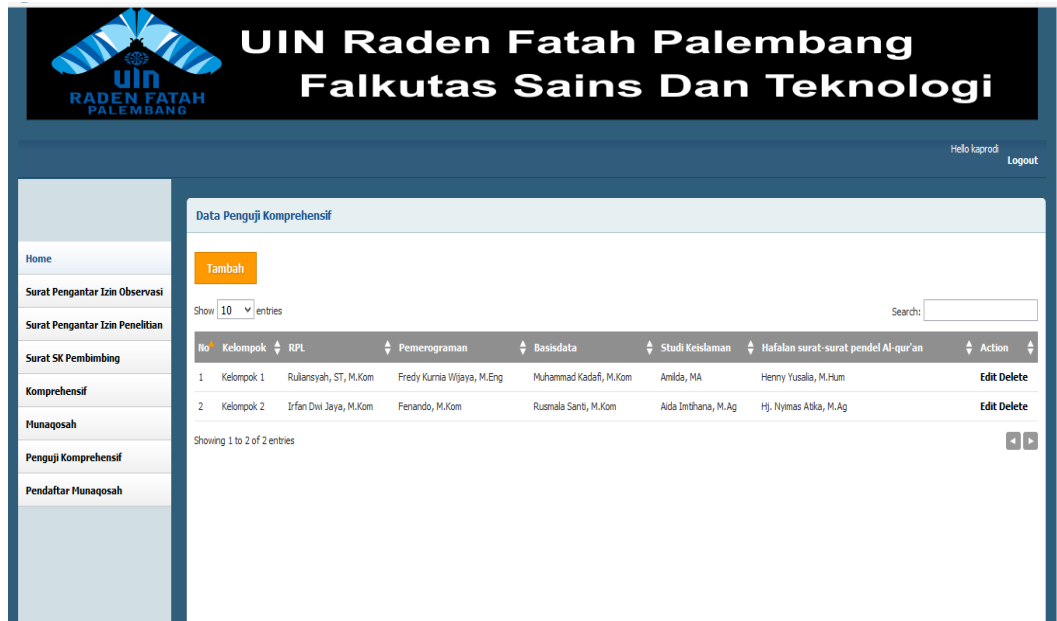 uin
RADEN FATAH
PALEMBANG
UIN Raden Fatah Palembang
Falkutas Sains Dan Teknologi
Hello kaprodi
Logout
Home
Surat Pengantar Izin Observasi
Surat Pengantar Izin Penelitian
Surat SK Pembimbing
Komprehensif
Munaqosah
Penguji Komprehensif
Pendaftar Munaqosah
Data Penguji Komprehensif
Tambah
Show 10 entries
Search:
No Kelompok RPL Pemerograman Basisdata Studi Keislaman Hafalan surat-surat pendel Al-qur'an Action
1 Kelompok 1 Ruliansyah, ST, M.Kom Fredy Kurnia Wijaya, M.Eng Muhammad Kadafi, M.Kom Amilda, MA Henny Yusalia, M.Hum Edit Delete
2 Kelompok 2 Irfan Dwi Jaya, M.Kom Fenando, M.Kom Rusmala Santi, M.Kom Aida Imtihana, M.Ag Hj. Nyimas Atika, M.Ag Edit Delete
Showing 1 to 2 of 2 entries